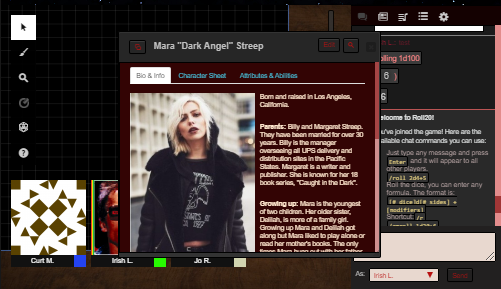 Mara "Dark Angel" Streep
Edit
Bio & Info
Character Sheet
Attributes & Abilities
Born and raised in Los Angeles,
California.
Parents: Billy and Margaret Streep.
They have been married for over 30
years. Billy is the manager
overseeing all UPS delivery and
distribution sites in the Pacific
States. Margaret is a writer and
publisher. She is known for her 18
book series, "Caught in the Dark".
Growing up: Mara is the youngest
of two children. Her older sister,
Delilah, is more of a family girl.
Growing up Mara and Delilah got
along but Mara liked to play alone or
read her mother's books. The only
olling 1d100
6 )
6
elcome to Roll20!
u've joined the game! Here are the
ailable chat commands you can use:
Just type any message and press
Enter and it will appear to all
other players.
/roll 2d4+5
Roll the dice, you can enter any
formula. The format is:
[# dice]d[# sides] +
[modifiers]
Shortcut: /r
As:
Irish L.
Send
Curt M.
Irish L.
Jo R.